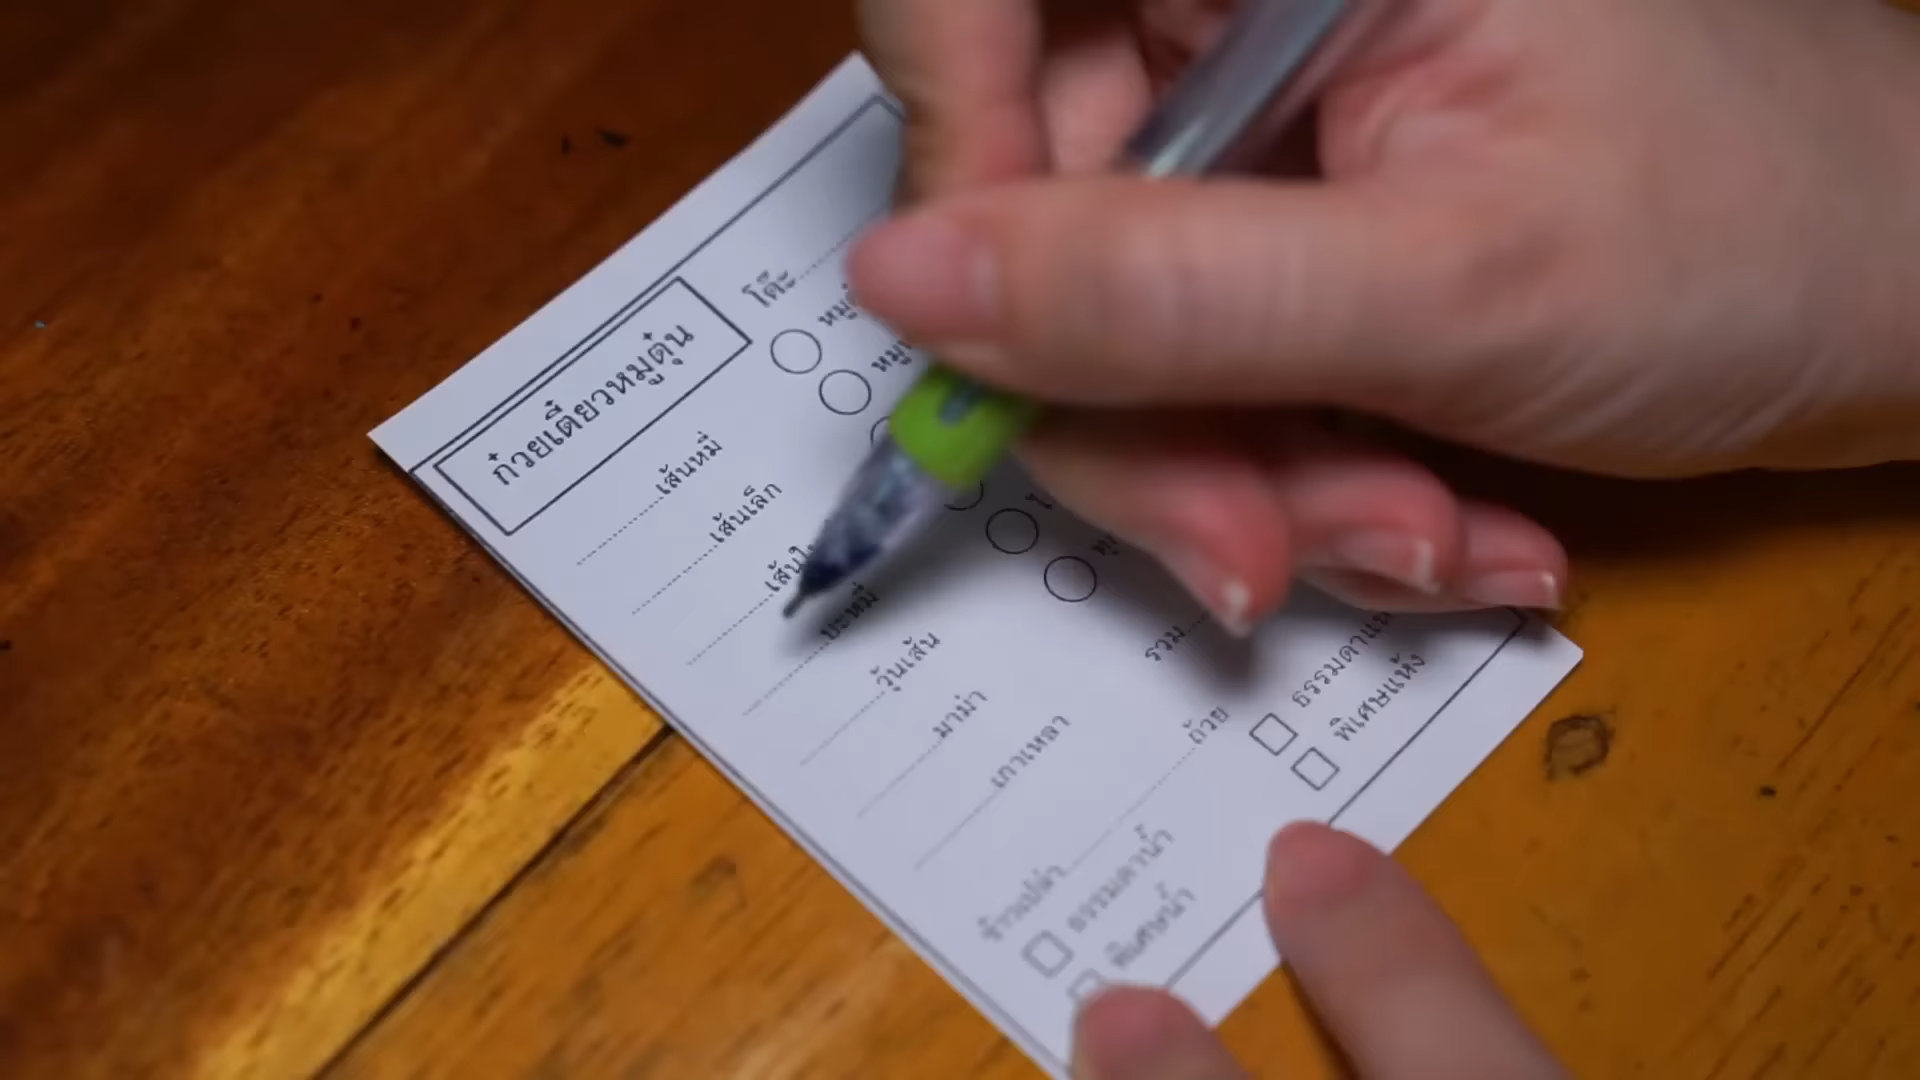 ก๋วยเตี๋ยวหมูตุ๋น
โต๊ะ
เส้นหมี่
เส้นเล็ก
บะหมี่
วุ้นเส้น
มาม่า
เกาเหลา
รวม
ถ้วย
ข้าวเปล่า
ธรรมดาน้ำ
พิเศษน้ำ
ธรรมดาแห้ง
พิเศษแห้ง